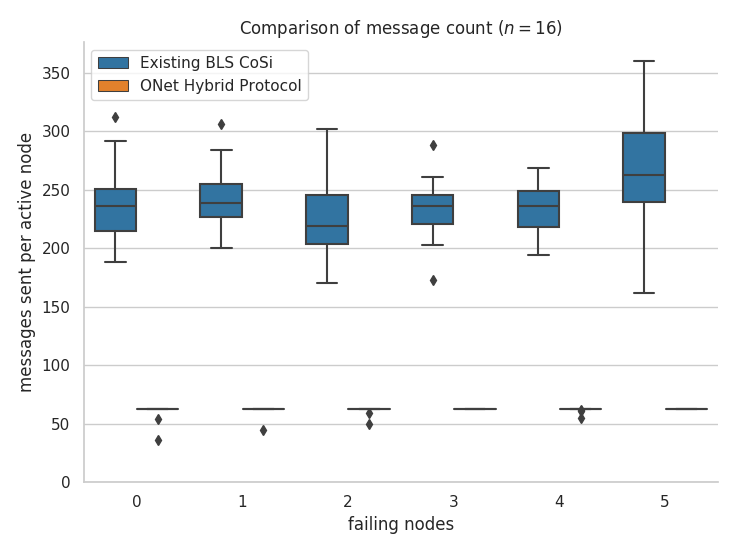 Comparison of message count (n = 16)
Existing BLS CoSi
ONet Hybrid Protocol
messages sent per active node
350
300
250
200
150
100
50
0
0 1 2 3 4 5
failing nodes